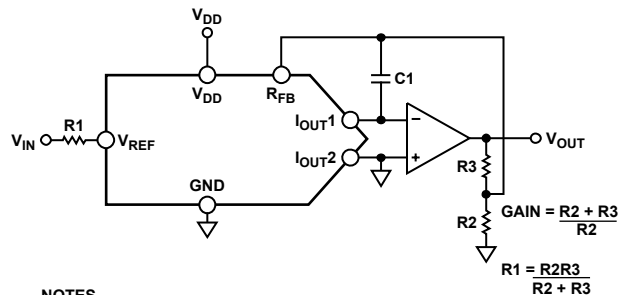 VDD
VDD
RFB
C1
IOUT1
VIN
R1
VREF
IOUT2
GND
−
+
VOUT
R3
R2
GAIN = R2 + R3
R2
R1 = R2R3
R2 + R3
NOTES